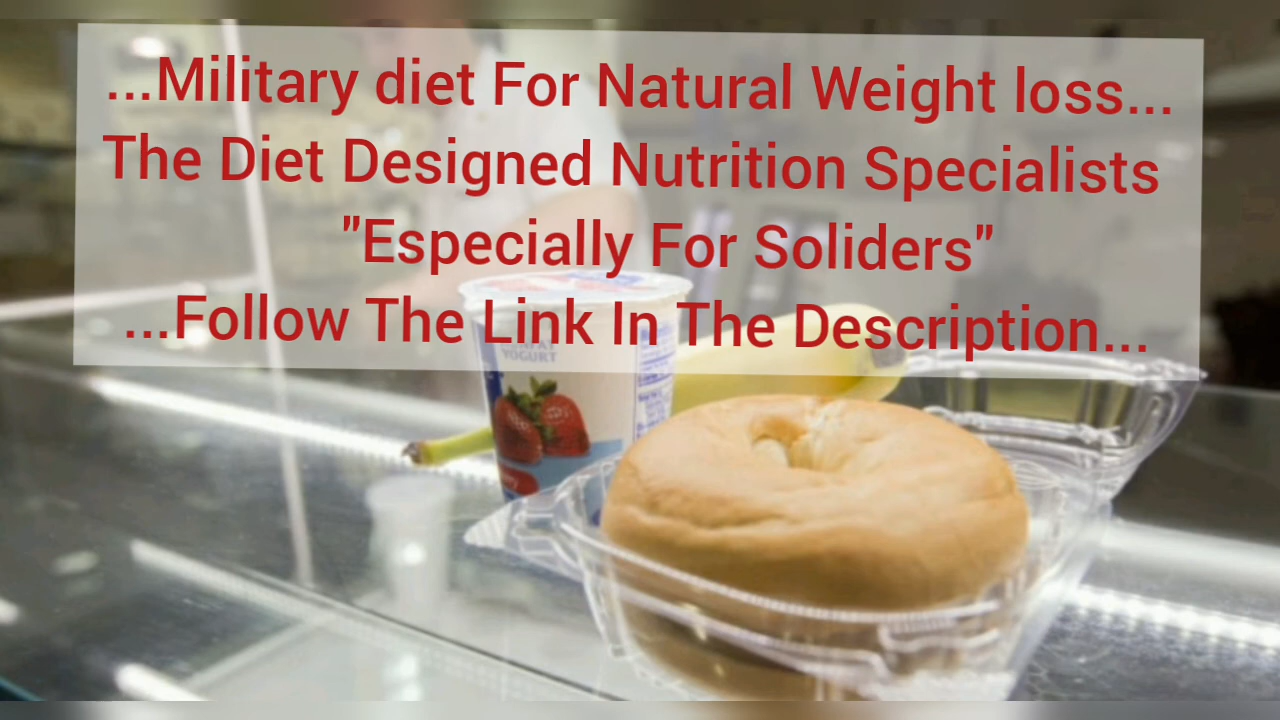 ...Military diet For Natural Weight loss...
The Diet Designed Nutrition Specialists
"Especially For Soliders"
...Follow The Link In The Description...
YOGURT